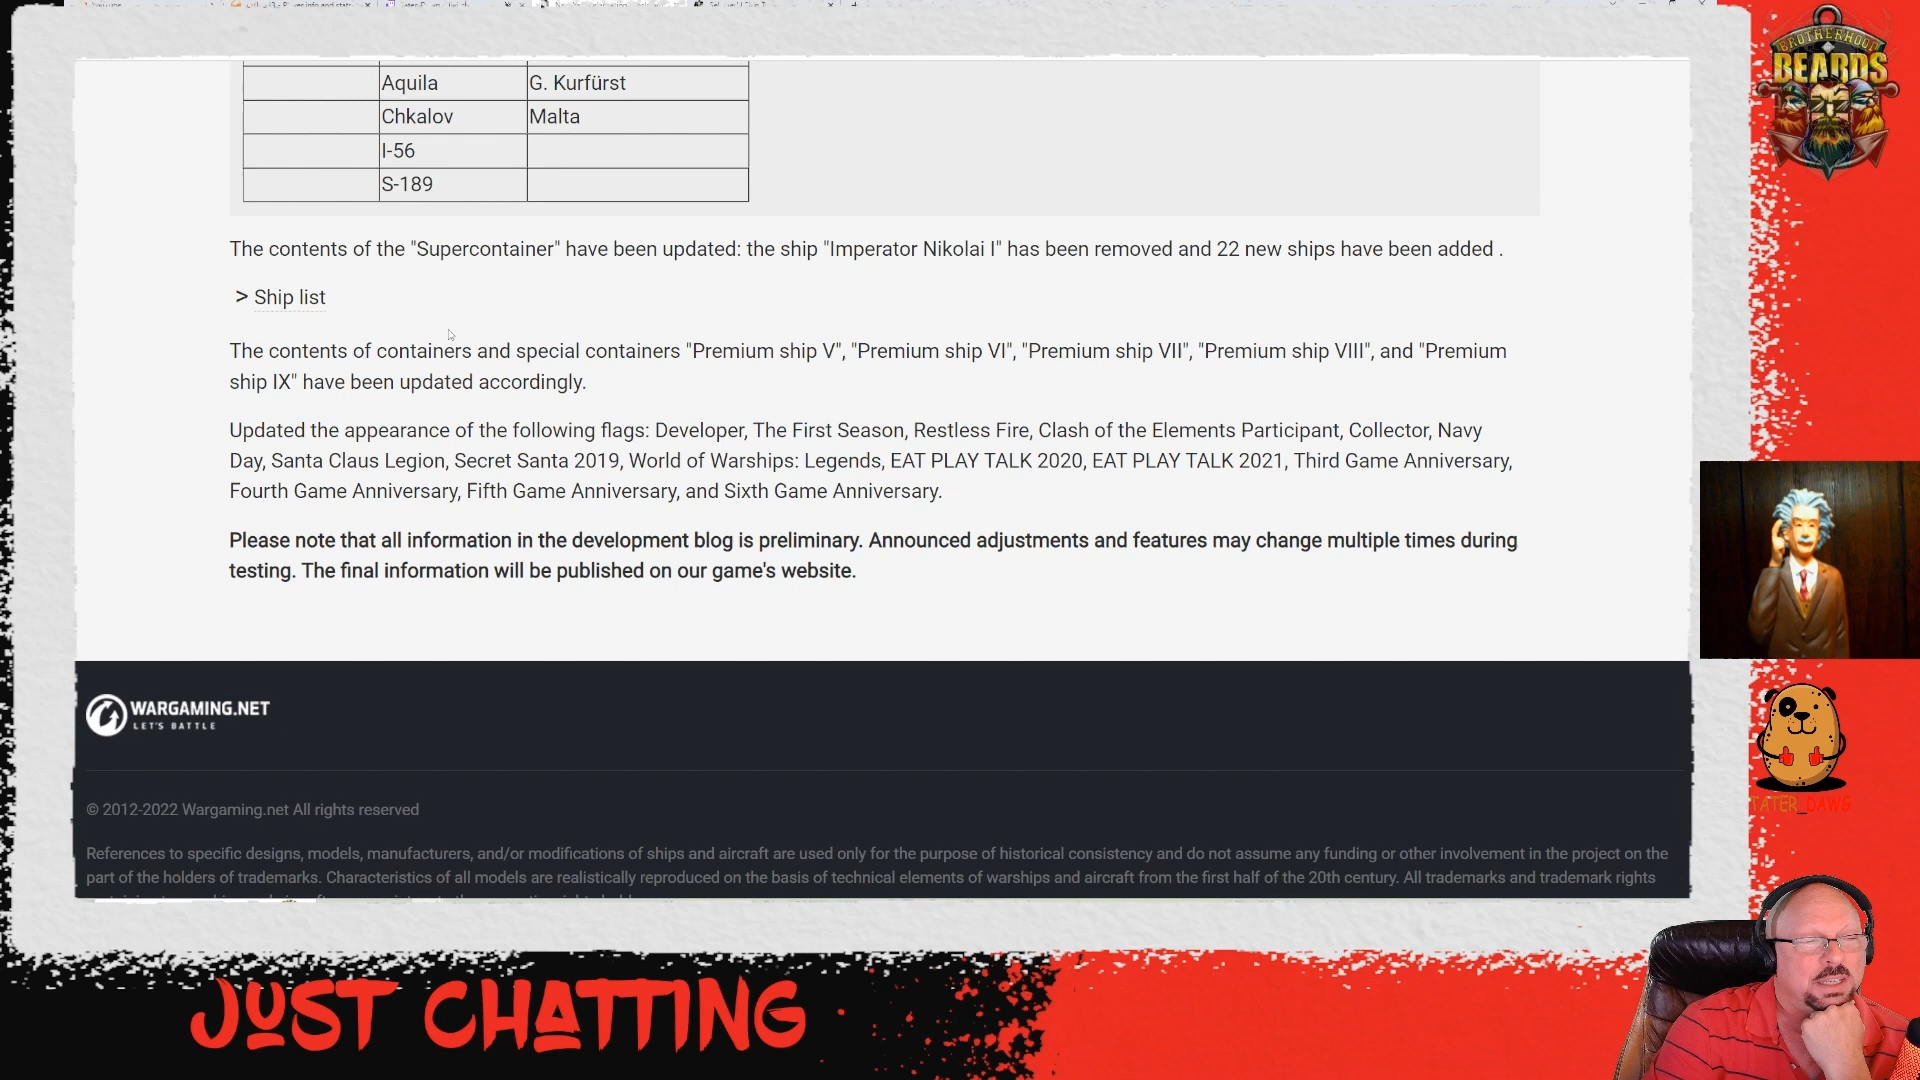 Aquila G. Kurfürst
Chkalov Malta
I-56
S-189
The contents of the "Supercontainer" have been updated: the ship "Imperator Nikolai I" has been removed and 22 new ships have been added .
> Ship list
The contents of containers and special containers "Premium ship V", "Premium ship VI", "Premium ship VII", "Premium ship VIII", and "Premium
ship IX" have been updated accordingly.
Updated the appearance of the following flags: Developer, The First Season, Restless Fire, Clash of the Elements Participant, Collector, Navy
Day, Santa Claus Legion, Secret Santa 2019, World of Warships: Legends, EAT PLAY TALK 2020, EAT PLAY TALK 2021, Third Game Anniversary,
Fourth Game Anniversary, Fifth Game Anniversary, and Sixth Game Anniversary.
Please note that all information in the development blog is preliminary. Announced adjustments and features may change multiple times during
testing. The final information will be published on our game's website.
WARGAMING.NET
LET'S BATTLE
© 2012-2022 Wargaming.net All rights reserved
References to specific designs, models, manufacturers, and/or modifications of ships and aircraft are used only for the purpose of historical consistency and do not assume any funding or other involvement in the project on the
part of the holders of trademarks. Characteristics of all models are realistically reproduced on the basis of technical elements of warships and aircraft from the first half of the 20th century. All trademarks and trademark rights
BROTHERHOOD
BEARDS
TATER_DAWG
JUST CHATTING